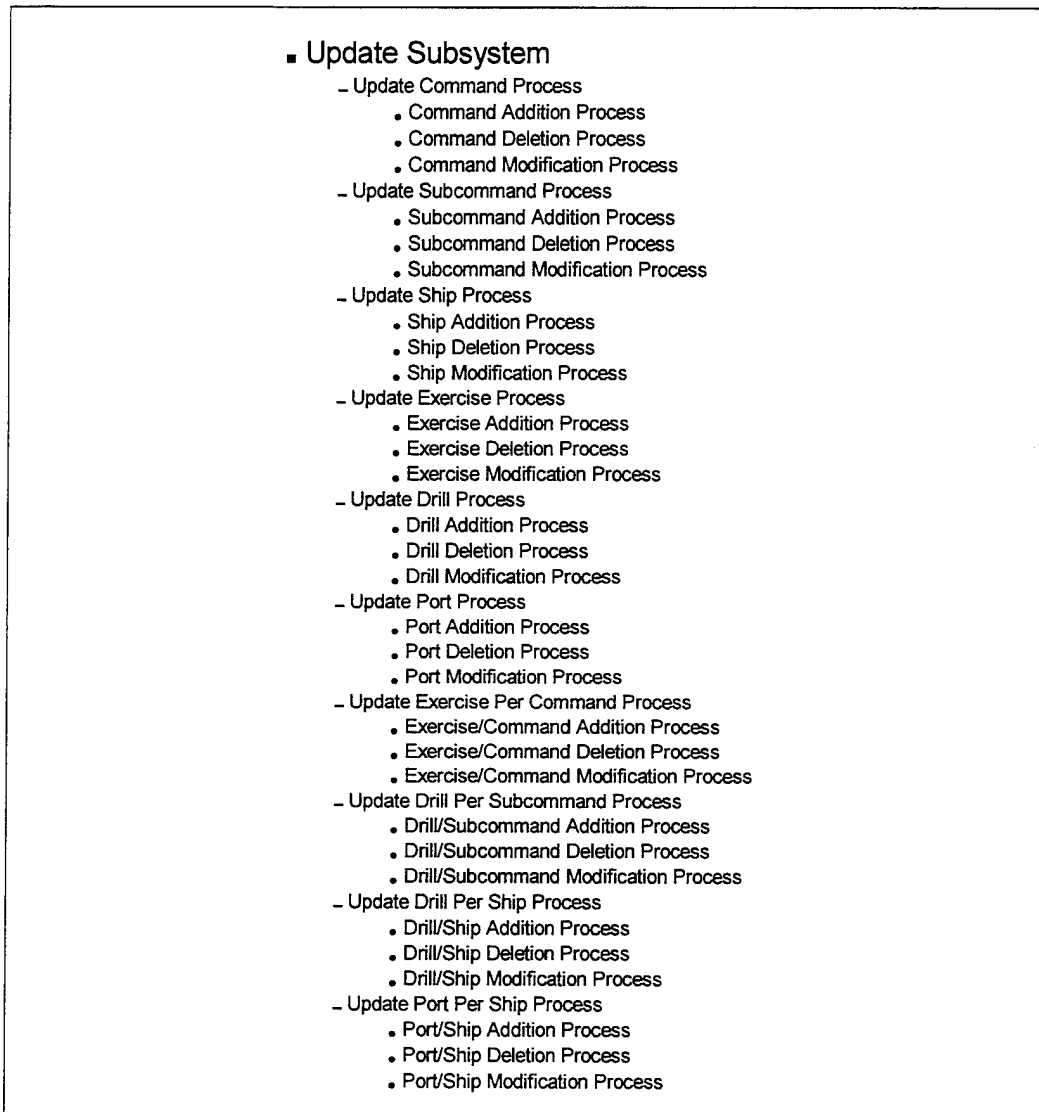 ▪ Update Subsystem
– Update Command Process
• Command Addition Process
• Command Deletion Process
• Command Modification Process
– Update Subcommand Process
• Subcommand Addition Process
• Subcommand Deletion Process
• Subcommand Modification Process
– Update Ship Process
• Ship Addition Process
• Ship Deletion Process
• Ship Modification Process
– Update Exercise Process
• Exercise Addition Process
• Exercise Deletion Process
• Exercise Modification Process
– Update Drill Process
• Drill Addition Process
• Drill Deletion Process
• Drill Modification Process
– Update Port Process
• Port Addition Process
• Port Deletion Process
• Port Modification Process
– Update Exercise Per Command Process
• Exercise/Command Addition Process
• Exercise/Command Deletion Process
• Exercise/Command Modification Process
– Update Drill Per Subcommand Process
• Drill/Subcommand Addition Process
• Drill/Subcommand Deletion Process
• Drill/Subcommand Modification Process
– Update Drill Per Ship Process
• Drill/Ship Addition Process
• Drill/Ship Deletion Process
• Drill/Ship Modification Process
– Update Port Per Ship Process
• Port/Ship Addition Process
• Port/Ship Deletion Process
• Port/Ship Modification Process